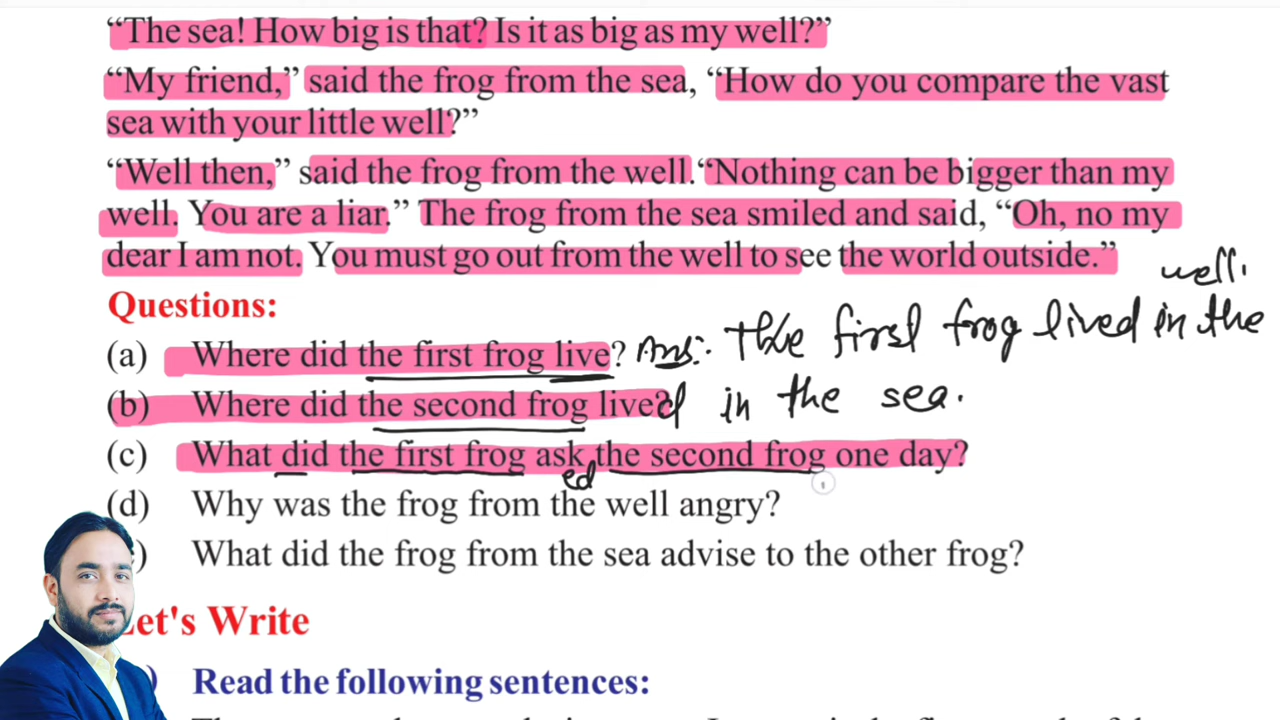 “The sea! How big is that? Is it as big as my well?”
“My friend,” said the frog from the sea, “How do you compare the vast
sea with your little well?”
“Well then,” said the frog from the well. “Nothing can be bigger than my
well. You are a liar.” The frog from the sea smiled and said, “Oh, no my
dear I am not. You must go out from the well to see the world outside.”
well.
Questions:
(a) Where did the first frog live? Ans:. The first frog lived in the
(b) Where did the second frog live?d in the sea.
(c) What did the first frog ask the second frog one day?
ed
(d) Why was the frog from the well angry?
) What did the frog from the sea advise to the other frog?
Let's Write
) Read the following sentences: